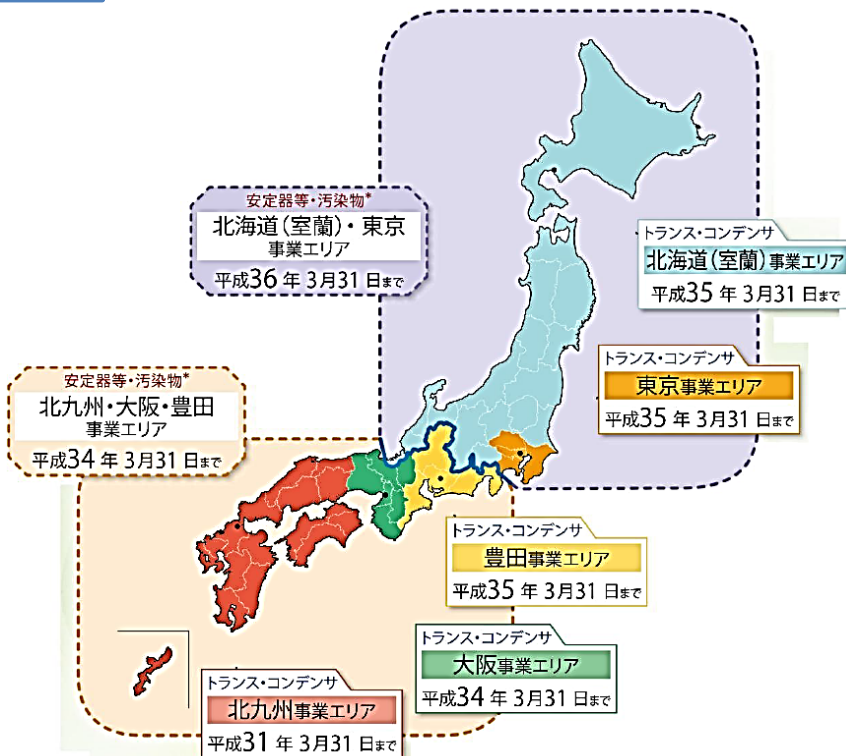 安定器等・汚染物*
北海道(室蘭)・東京
事業エリア
平成36年3月31日まで
トランス・コンデンサ
北海道(室蘭)事業エリア
平成35年3月31日まで
トランス・コンデンサ
東京事業エリア
平成35年3月31日まで
安定器等・汚染物*
北九州・大阪・豊田
事業エリア
平成34年3月31日まで
トランス・コンデンサ
豊田事業エリア
平成35年3月31日まで
トランス・コンデンサ
大阪事業エリア
平成34年3月31日まで
トランス・コンデンサ
北九州事業エリア
平成31年3月31日まで